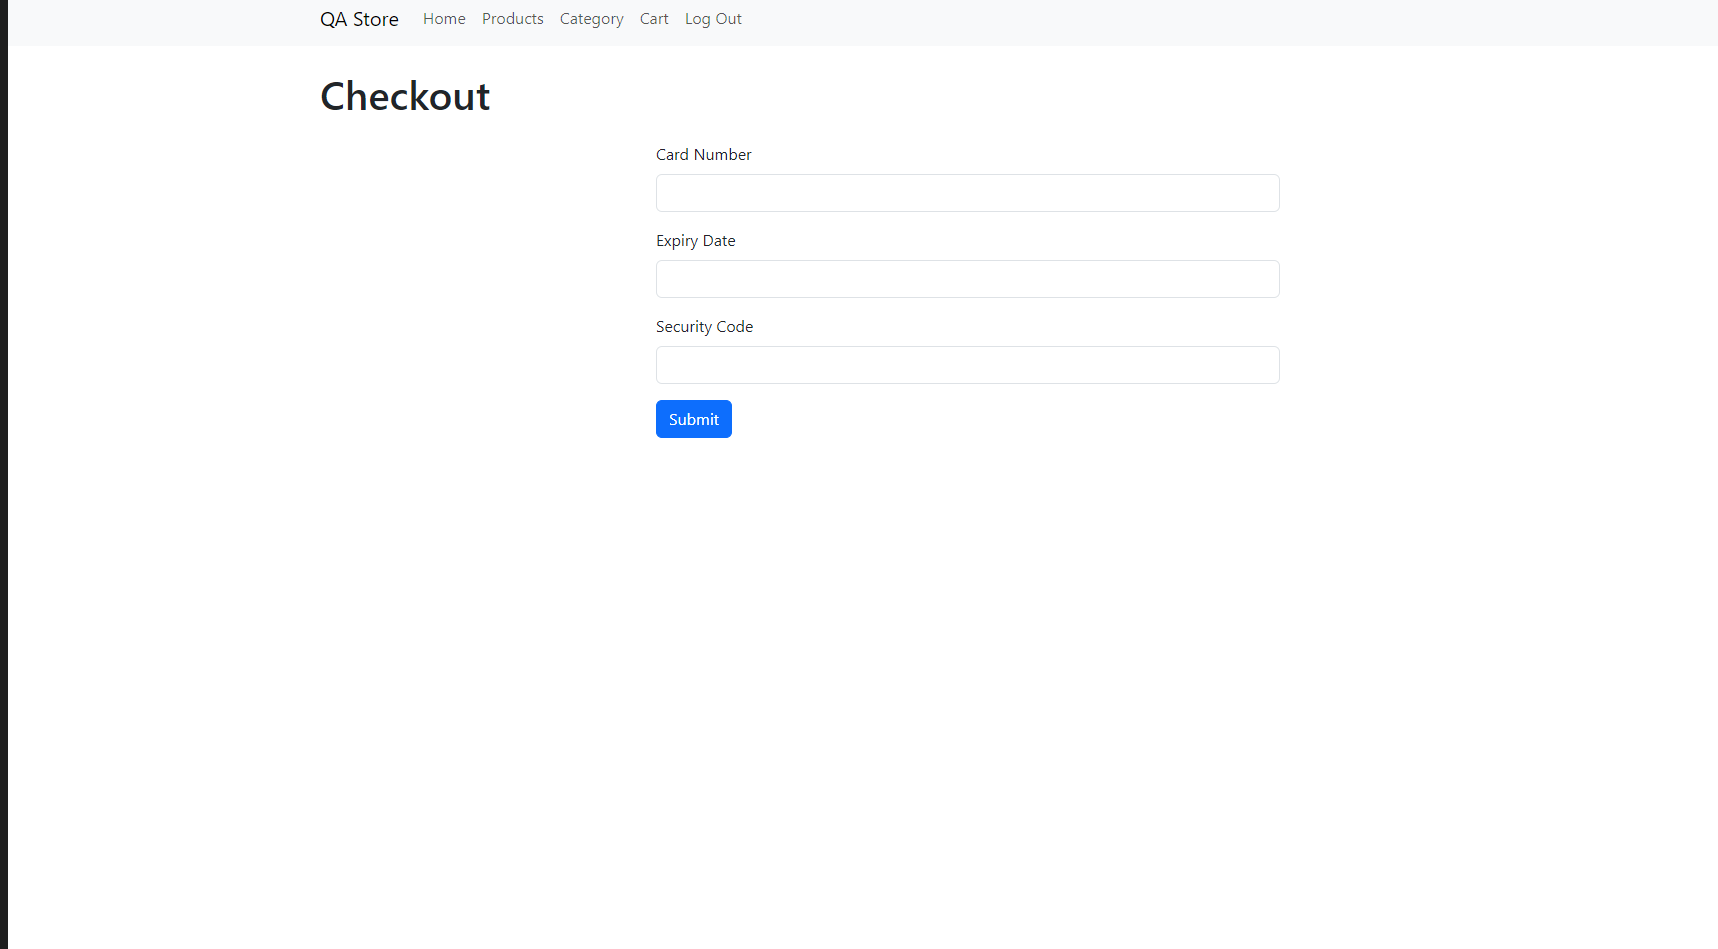 QA Store Home Products Category Cart Log Out
Checkout
Card Number
Expiry Date
Security Code
Submit